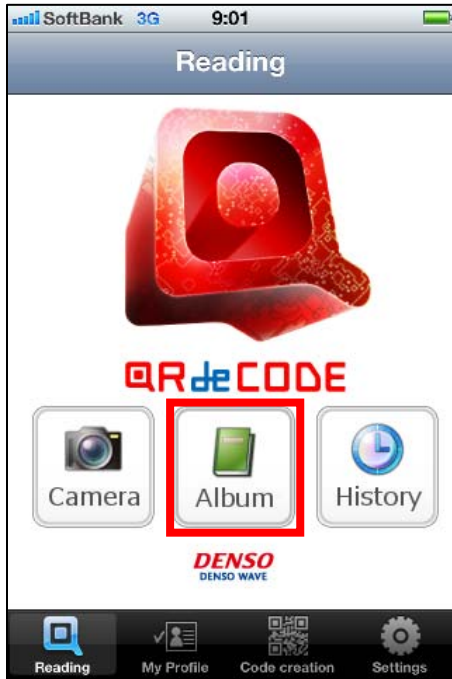 SoftBank 3G 9:01
Reading
QRdeCODE
Camera Album History
DENSO
DENSO WAVE
Reading My Profile Code creation Settings